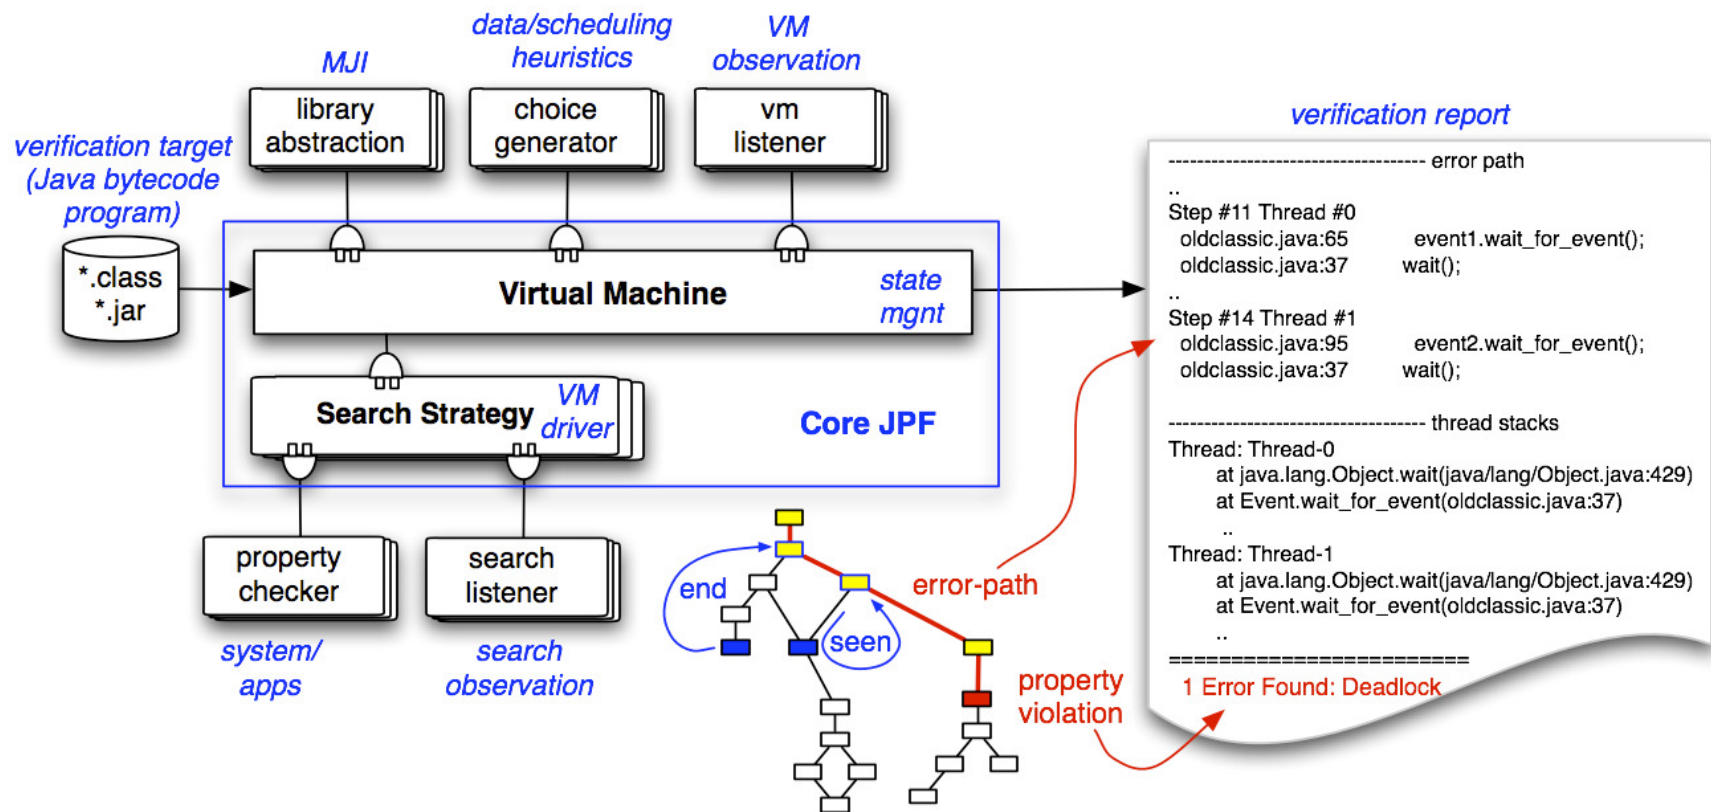 MJI
data/scheduling
heuristics
VM
observation
library
abstraction
choice
generator
vm
listener
verification target
(Java bytecode
program)
*.class
*.jar
Virtual Machine
state
mgnt
Search Strategy
VM
driver
Core JPF
property
checker
search
listener
system/
apps
search
observation
end
seen
error-path
property
violation
verification report
------------------------------------ error path
..
Step #11 Thread #0
oldclassic.java:65 event1.wait_for_event();
oldclassic.java:37 wait();
..
Step #14 Thread #1
oldclassic.java:95 event2.wait_for_event();
oldclassic.java:37 wait();
------------------------------------ thread stacks
Thread: Thread-0
at java.lang.Object.wait(java/lang/Object.java:429)
at Event.wait_for_event(oldclassic.java:37)
..
Thread: Thread-1
at java.lang.Object.wait(java/lang/Object.java:429)
at Event.wait_for_event(oldclassic.java:37)
..
========================
1 Error Found: Deadlock